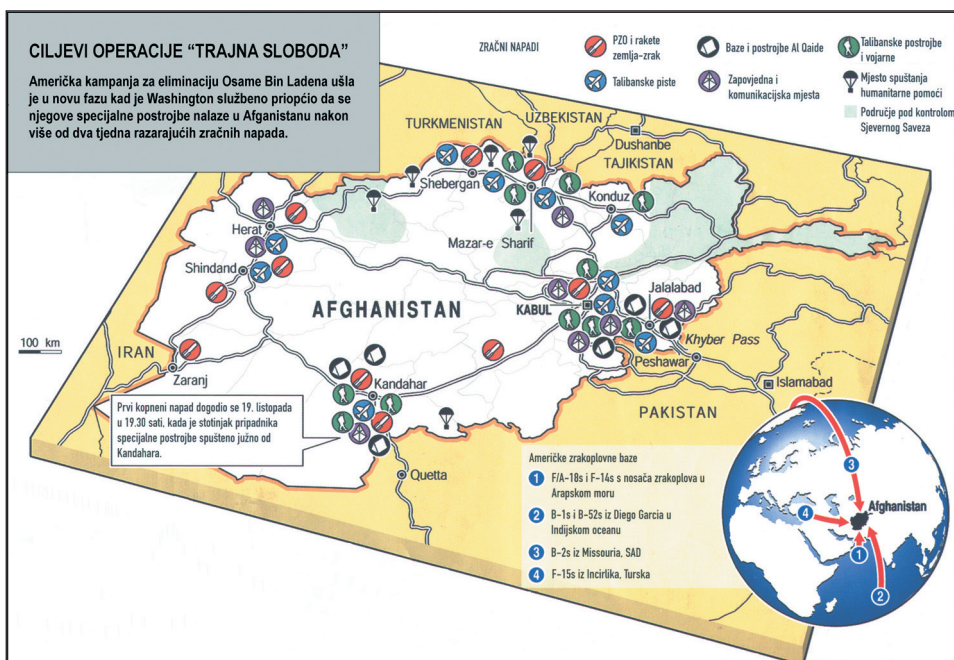 CILJEVI OPERACIJE “TRAJNA SLOBODA”
Američka kampanja za eliminaciju Osame Bin Ladena ušla
je u novu fazu kad je Washington službeno priopćio da se
njegove specijalne postrojbe nalaze u Afganistanu nakon
više od dva tjedna razarajućih zračnih napada.
ZRAČNI NAPADI
PZO i rakete
zemlja-zrak
Baze i postrojbe Al Qaide
Talibanske postrojbe
i vojarne
Talibanske piste
Zapovjedna i
komunikacijska mjesta
Mjesto spuštanja
humanitarne pomoći
Područje pod kontrolom
Sjevernog Saveza
TURKMENISTAN
UZBEKISTAN
Dushanbe
TAJIKISTAN
Shebergan
Konduz
Herat
Mazar-e Sharif
Shindand
AFGHANISTAN
KABUL
Jalalabad
100 km
IRAN
Khyber Pass
Peshawar
Zaranj
Kandahar
Islamabad
PAKISTAN
Prvi kopneni napad dogodio se 19. listopada
u 19.30 sati, kada je stotinjak pripadnika
specijalne postrojbe spušteno južno od
Kandahara.
Quetta
Američke zrakoplovne baze
1 F/A-18s i F-14s s nosača zrakoplova u
Arapskom moru
2 B-1s i B-52s iz Diego Garcia u
Indijskom oceanu
3 B-2s iz Missouria, SAD
4 F-15s iz Incirlika, Turska
3
Afghanistan
4
1
2